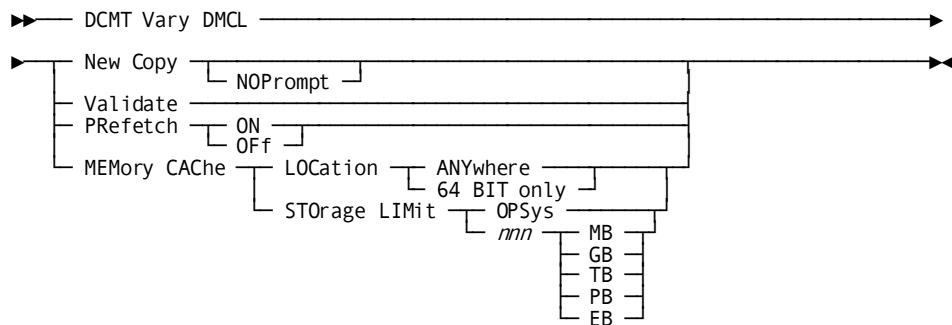 DCMT Vary DMCL
New Copy
NOPrompt
Validate
PRefetch ON
OFf
MEMory CAChe LOCation ANYwhere
64 BIT only
STOrage LIMit OPSys
nnn MB
GB
TB
PB
EB